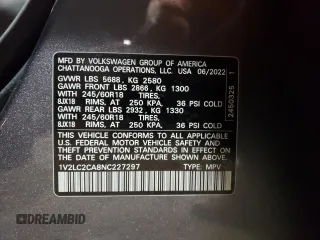 MFD BY VOLKSWAGEN GROUP OF AMERICA
CHATTANOOGA OPERATIONS, LLC. USA 06/2022
GVWR LBS 5688, KG 2580
GAWR FRONT LBS 2866, KG 1300
WITH 245/60R18 TIRES,
8JX18 RIMS, AT 250 KPA, 36 PSI COLD
GAWR REAR LBS 2932, KG 1330
WITH 245/60R18 TIRES,
8JX18 RIMS, AT 250 KPA, 36 PSI COLD
THIS VEHICLE CONFORMS TO ALL
APPLICABLE FEDERAL MOTOR VEHICLE
SAFETY AND THEFT PREVENTION
STANDARDS IN EFFECT ON THE DATE OF
MANUFACTURE SHOWN ABOVE.
1V2LC2CA8NC227297 TYPE: MPV
2450325 1
© DREAMBID